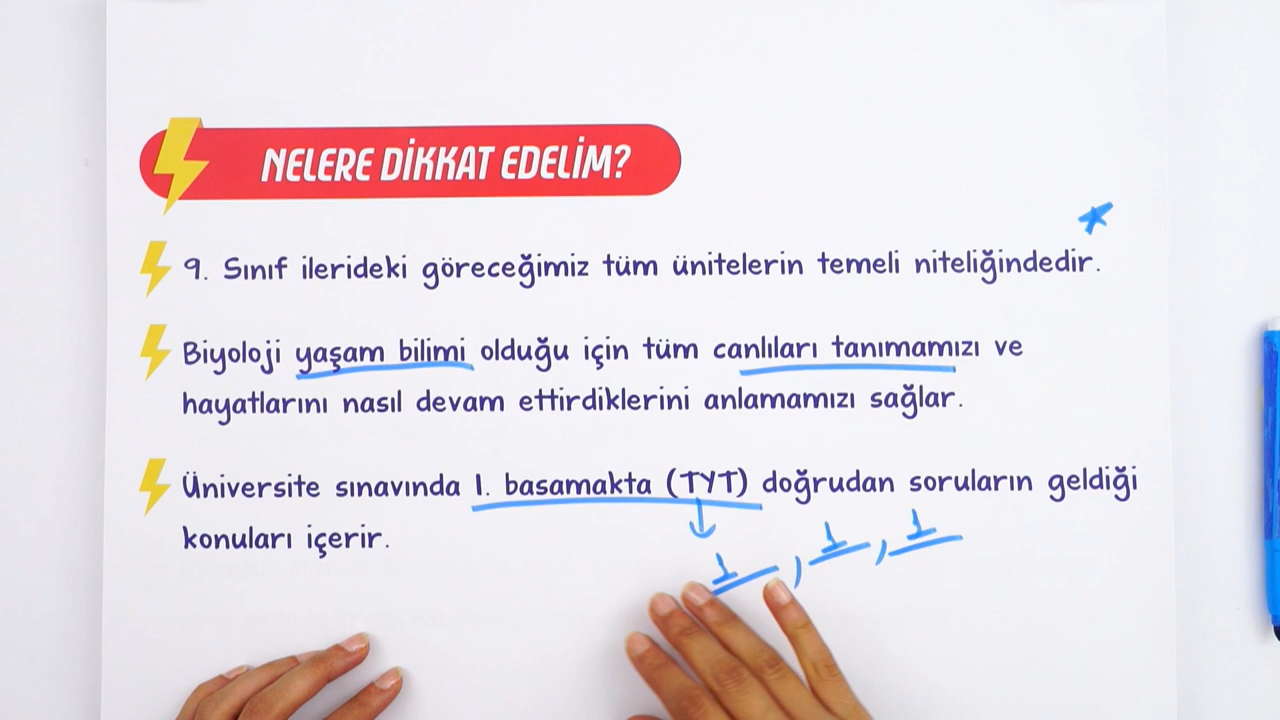 NELERE DİKKAT EDELİM?
9. Sınıf ilerideki göreceğimiz tüm ünitelerin temeli niteliğindedir.
Biyoloji yaşam bilimi olduğu için tüm canlıları tanımamızı ve
hayatlarını nasıl devam ettirdiklerini anlamamızı sağlar.
Üniversite sınavında 1. basamakta (TYT) doğrudan soruların geldiği
konuları içerir.
1, 1, 1